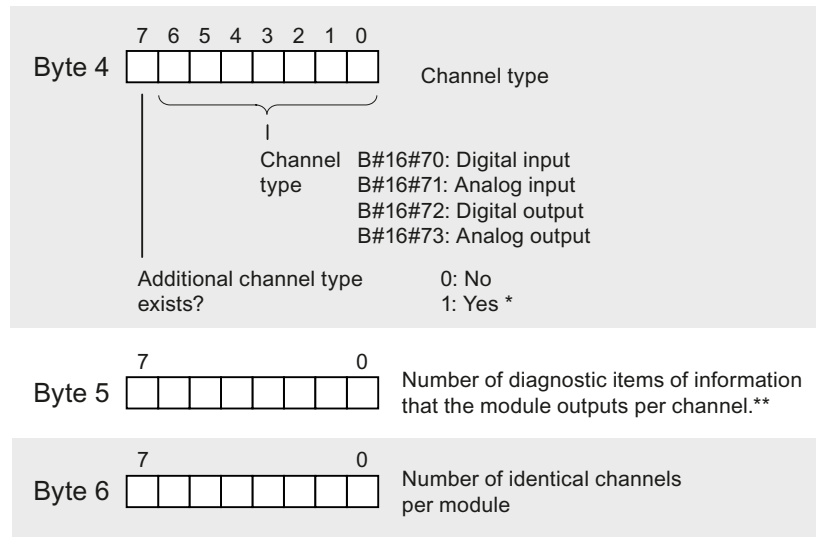 7 6 5 4 3 2 1 0
Byte 4 Channel type
Channel type B#16#70: Digital input
B#16#71: Analog input
B#16#72: Digital output
B#16#73: Analog output
Additional channel type exists? 0: No
1: Yes *
7 0
Byte 5 Number of diagnostic items of information
that the module outputs per channel.**
7 0
Byte 6 Number of identical channels
per module